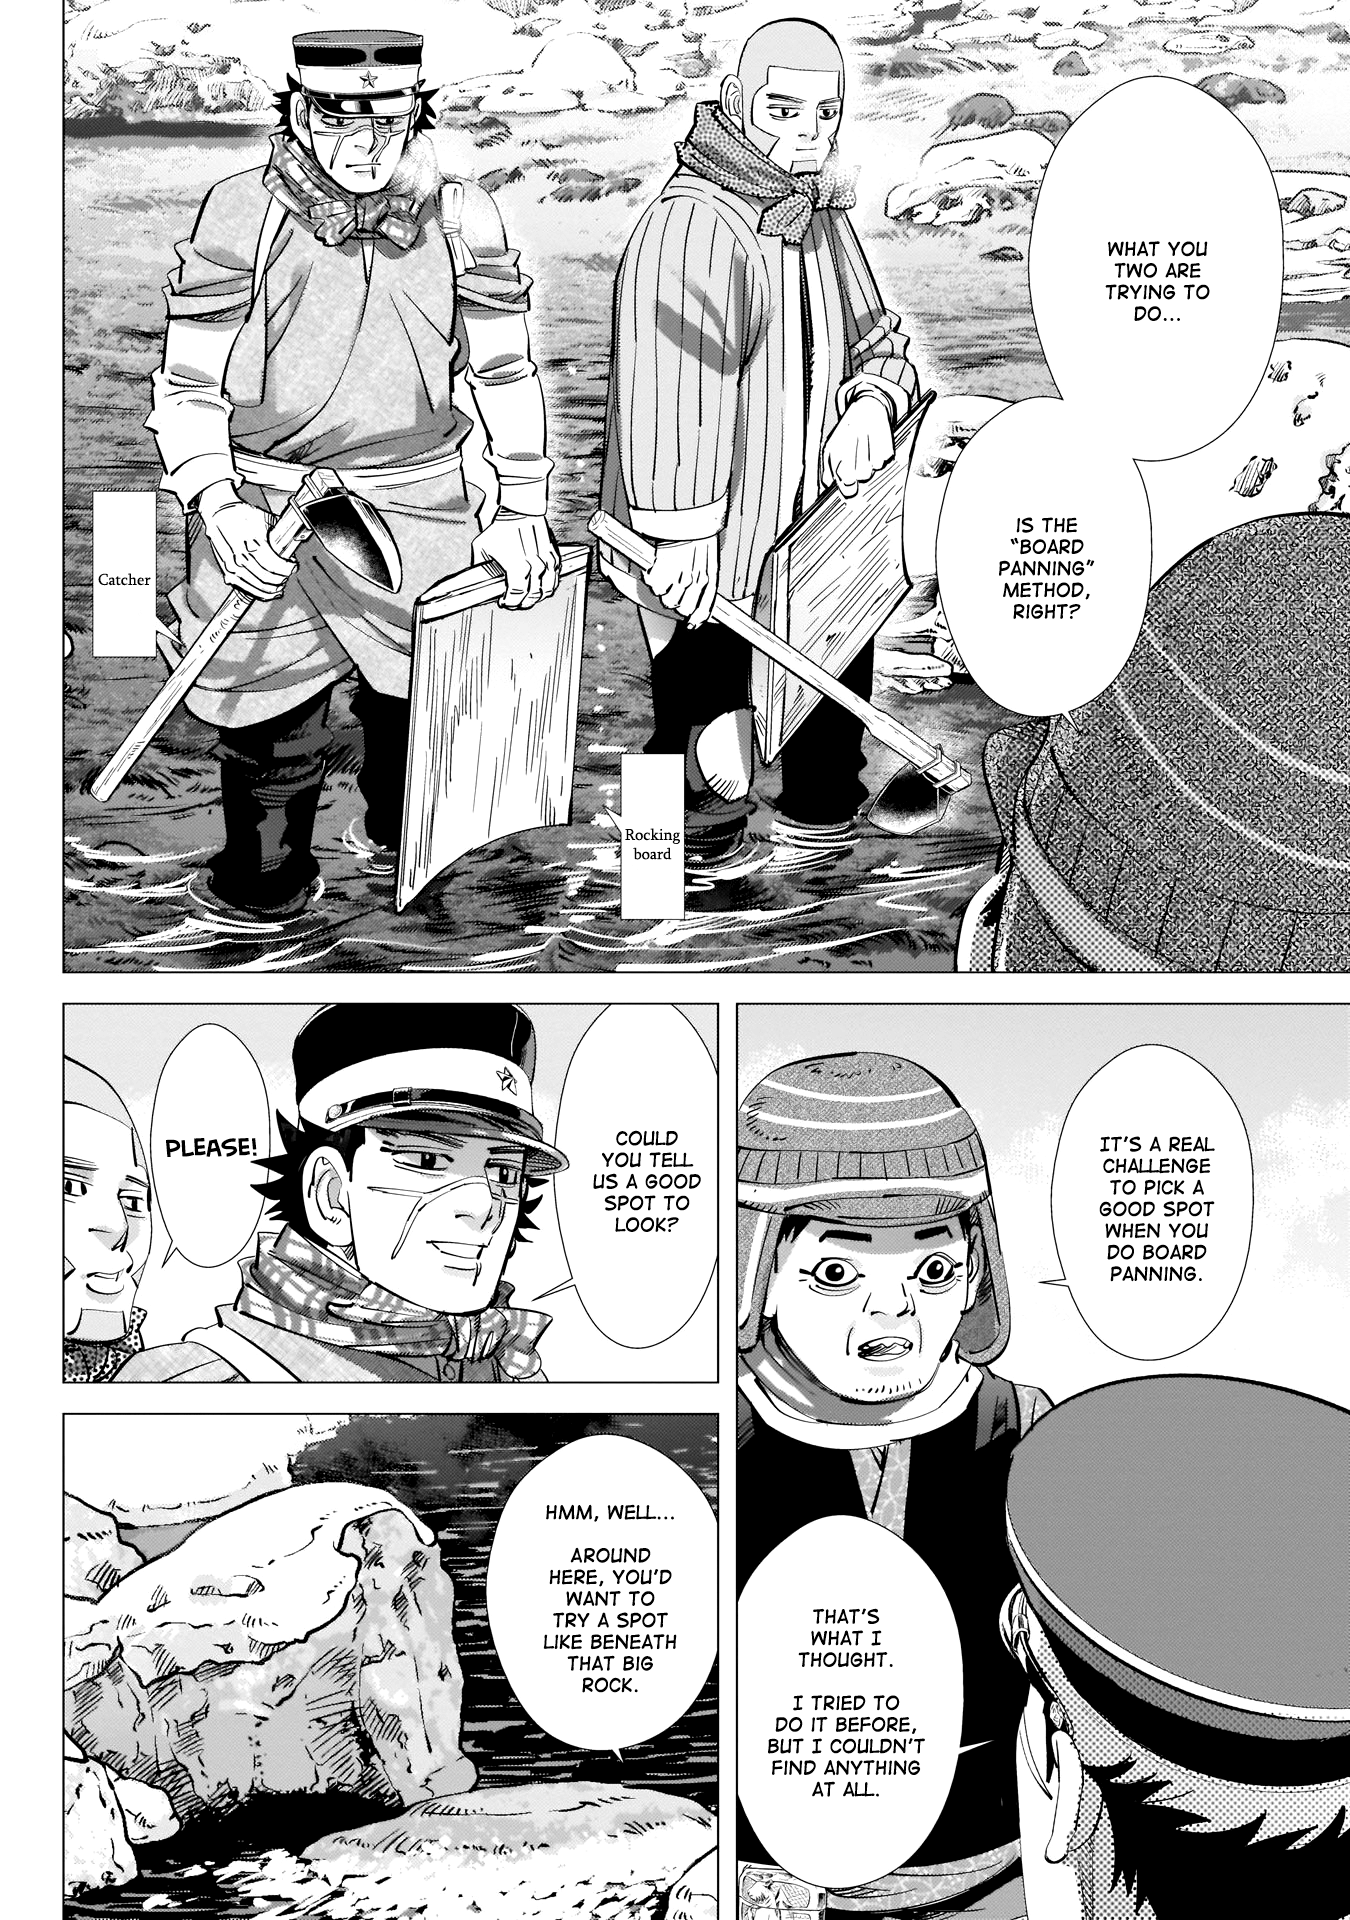 WHAT YOU
TWO ARE
TRYING TO
DO...
IS THE
"BOARD
PANNING"
METHOD,
RIGHT?
Rocking
board
Catcher
IT'S A REAL
CHALLENGE
TO PICK A
GOOD SPOT
WHEN YOU
DO BOARD
PANNING.
THAT'S
WHAT I
THOUGHT.
I TRIED TO
DO IT BEFORE,
BUT I COULDN'T
FIND ANYTHING
AT ALL.
COULD
YOU TELL
US A GOOD
SPOT TO
LOOK?
PLEASE!
HMM, WELL...
AROUND
HERE, YOU'D
WANT TO
TRY A SPOT
LIKE BENEATH
THAT BIG
ROCK.